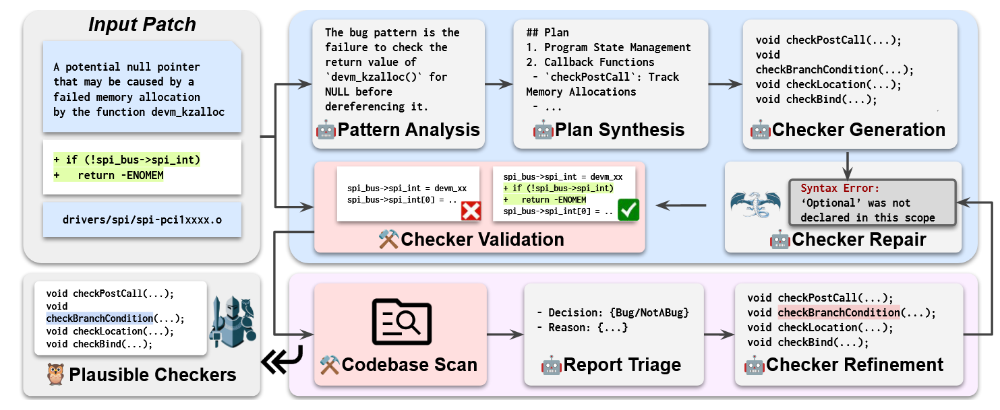 Input Patch
A potential null pointer
that may be caused by a
failed memory allocation
by the function devm_kzalloc
+ if (!spi_bus->spi_int)
+   return -ENOMEM
drivers/spi/spi-pci1xxxx.o
The bug pattern is the
failure to check the
return value of
`devm_kzalloc()` for
NULL before
dereferencing it.
Pattern Analysis
## Plan
1. Program State Management
2. Callback Functions
 - `checkPostCall`: Track
Memory Allocations
 - ...
Plan Synthesis
void checkPostCall(...);
void
checkBranchCondition(...);
void checkLocation(...);
void checkBind(...);
Checker Generation
spi_bus->spi_int = devm_xx
spi_bus->spi_int[0] = ..
spi_bus->spi_int = devm_xx
+ if (!spi_bus->spi_int)
+   return -ENOMEM
spi_bus->spi_int[0] = ..
Checker Validation
Syntax Error:
‘Optional’ was not
declared in this scope
Checker Repair
void checkPostCall(...);
void
checkBranchCondition(...);
void checkLocation(...);
void checkBind(...);
Plausible Checkers
Codebase Scan
- Decision: {Bug/NotABug}
- Reason: {...}
Report Triage
void checkPostCall(...);
void checkBranchCondition(...);
void checkLocation(...);
void checkBind(...);
Checker Refinement